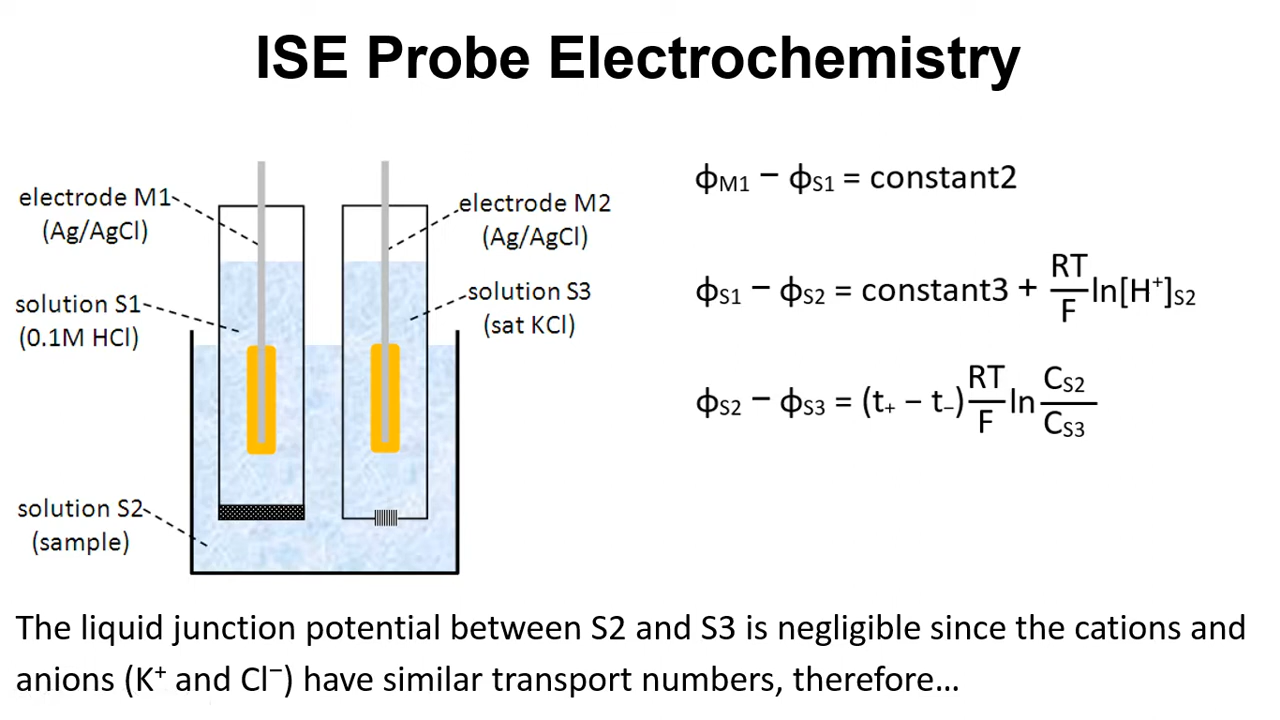 ISE Probe Electrochemistry
electrode M1
(Ag/AgCl)
electrode M2
(Ag/AgCl)
solution S1
(0.1M HCl)
solution S3
(sat KCl)
solution S2
(sample)
ϕM1 − ϕS1 = constant2
ϕS1 − ϕS2 = constant3 + RT/F ln[H⁺]S2
ϕS2 − ϕS3 = (t₊ − t₋) RT/F ln CS2/CS3
The liquid junction potential between S2 and S3 is negligible since the cations and
anions (K⁺ and Cl⁻) have similar transport numbers, therefore...